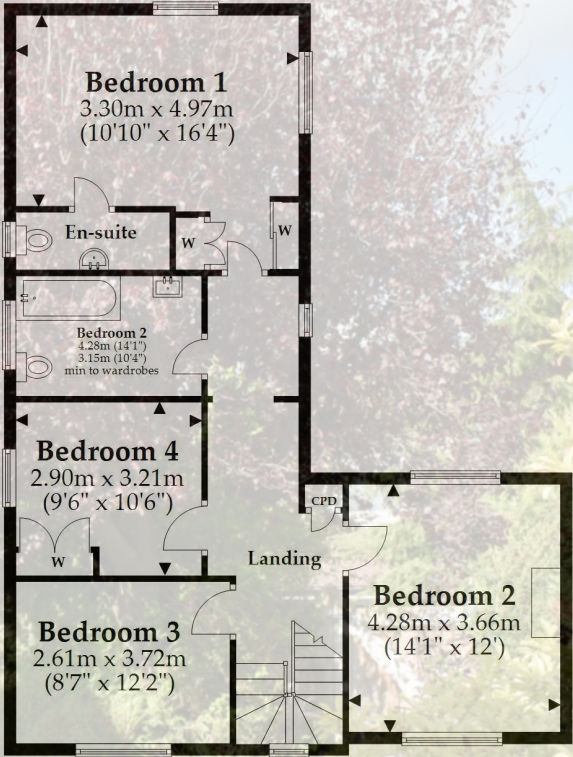 Bedroom 1
3.30m x 4.97m
(10'10" x 16'4")
En-suite
W
W
Bedroom 2
4.28m (14'1")
3.15m (10'4")
min to wardrobes
Bedroom 4
2.90m x 3.21m
(9'6" x 10'6")
W
CPD
Landing
Bedroom 2
4.28m x 3.66m
(14'1" x 12')
Bedroom 3
2.61m x 3.72m
(8'7" x 12'2")